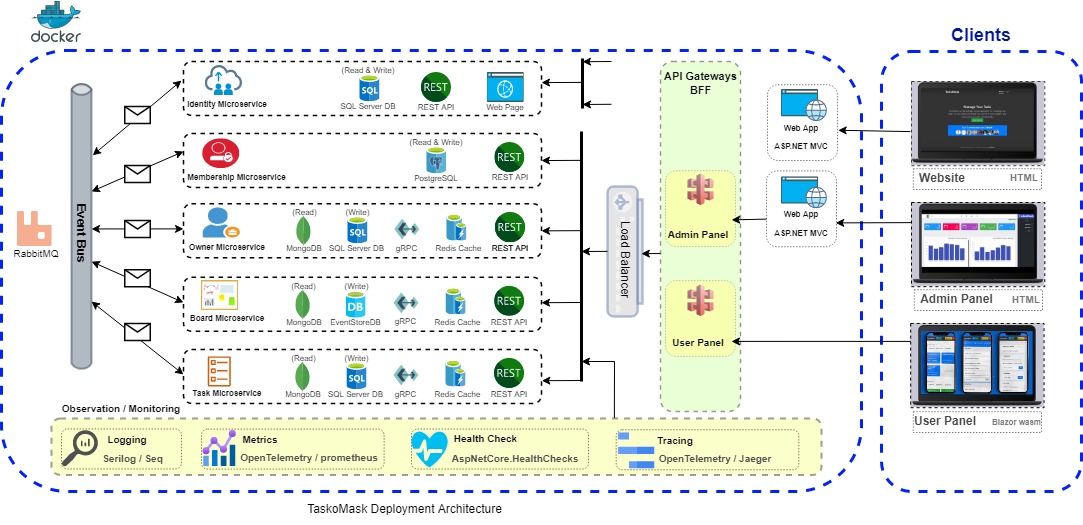 docker
Clients
Identity Microservice
(Read & Write)
SQL
SQL Server DB
REST
REST API
Web Page
API Gateways
BFF
Web App
ASP.NET MVC
Manage Your Tasks
Website
HTML
Membership Microservice
(Read & Write)
PostgreSQL
REST
REST API
Event Bus
RabbitMQ
Owner Microservice
(Read)
MongoDB
(Write)
SQL
SQL Server DB
gRPC
Redis Cache
REST
REST API
Load Balancer
Admin Panel
Web App
ASP.NET MVC
Admin Panel
HTML
Board Microservice
(Read)
MongoDB
(Write)
DB
EventStoreDB
gRPC
Redis Cache
REST
REST API
User Panel
User Panel
Blazor wasm
Task Microservice
(Read)
MongoDB
(Write)
SQL
SQL Server DB
gRPC
Redis Cache
REST
REST API
Observation / Monitoring
Logging
Serilog / Seq
Metrics
OpenTelemetry / prometheus
Health Check
AspNetCore.HealthChecks
Tracing
OpenTelemetry / Jaeger
TaskoMask Deployment Architecture